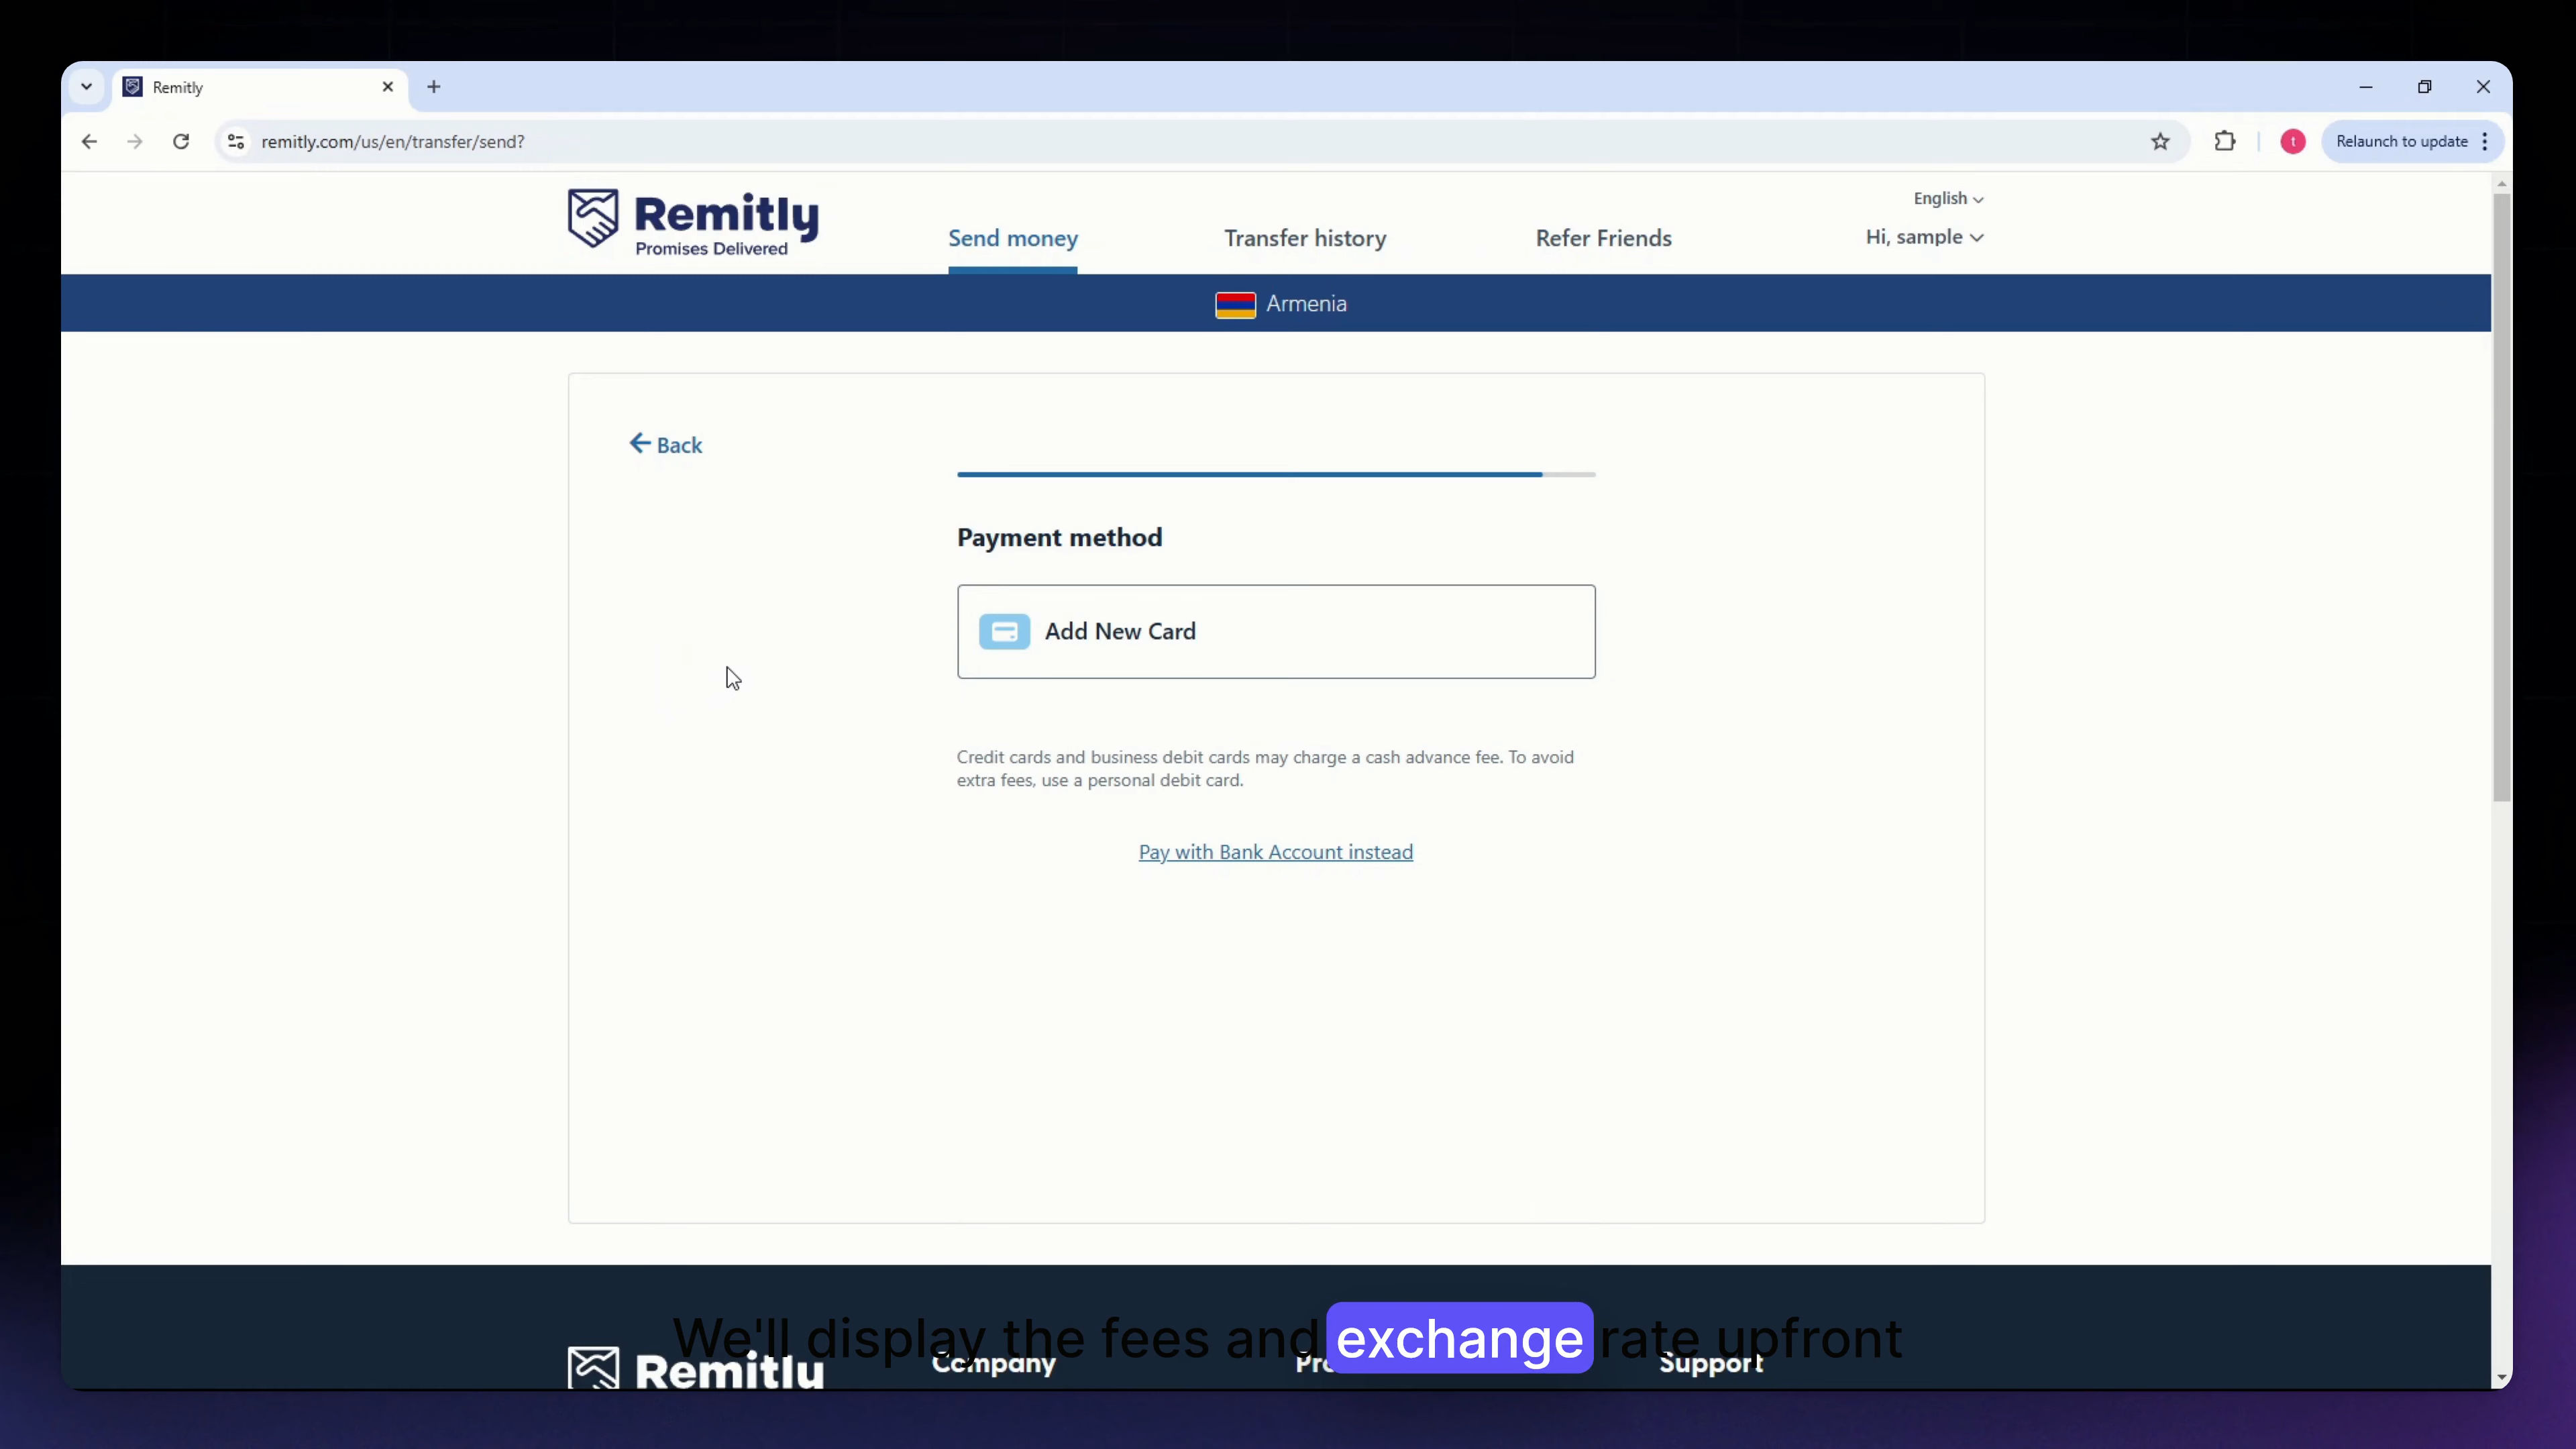 Remitly
remitly.com/us/en/transfer/send?
t
Relaunch to update
Remitly
Promises Delivered
Send money
Transfer history
Refer Friends
English
Hi, sample
Armenia
Back
Payment method
Add New Card
Credit cards and business debit cards may charge a cash advance fee. To avoid
extra fees, use a personal debit card.
Pay with Bank Account instead
We'll display the fees and exchange rate upfront
Remitly
Company
Support